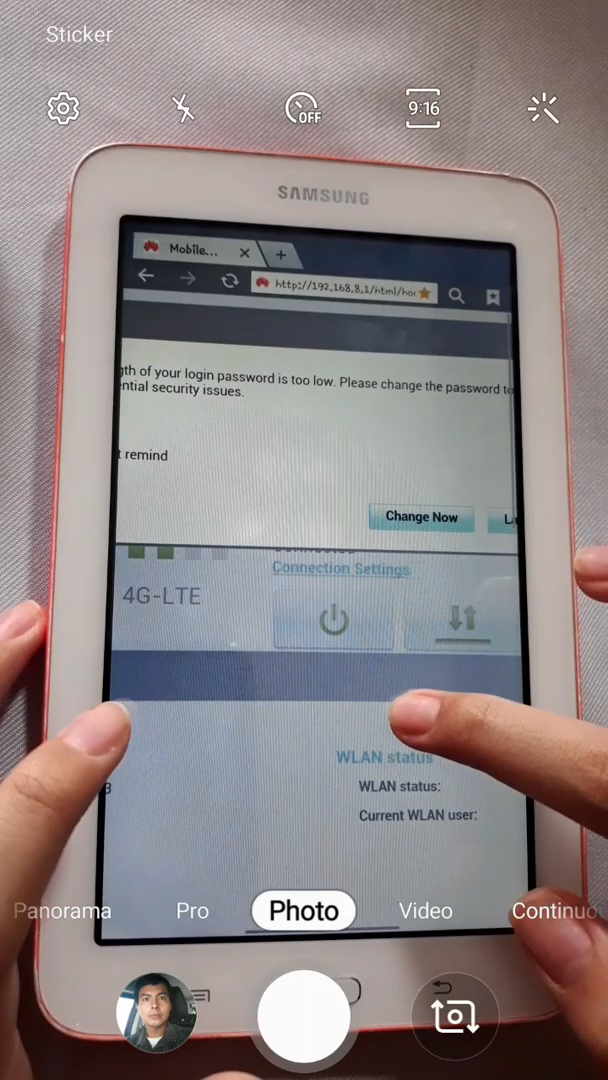 Sticker
OFF
9:16
SAMSUNG
Mobile...
http://192.168.8.1/html/ho
gth of your login password is too low. Please change the password to
ential security issues.
t remind
Change Now
La
Connection Settings
4G-LTE
WLAN status
WLAN status:
Current WLAN user:
Panorama
Pro
Photo
Video
Continuo